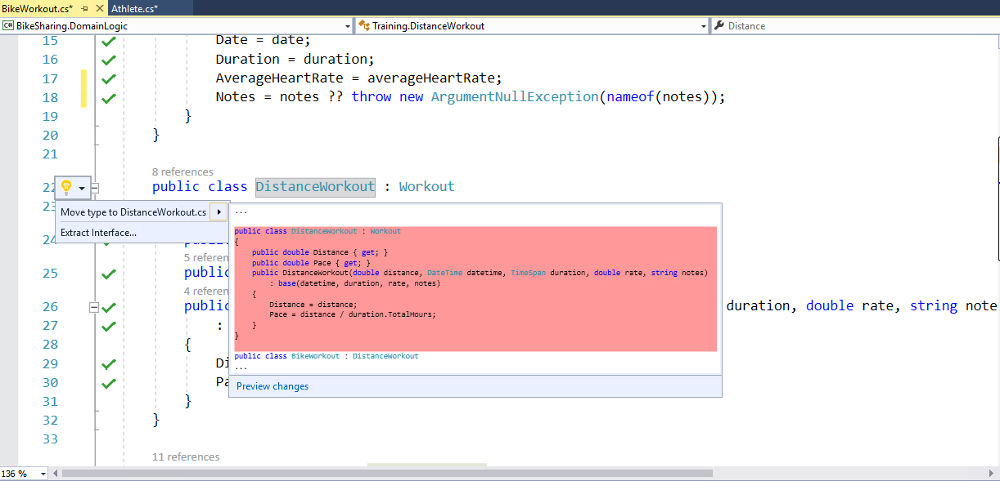 BikeWorkout.cs* Athlete.cs*
C# BikeSharing.DomainLogic Training.DistanceWorkout Distance
15 Date = date;
16 Duration = duration;
17 AverageHeartRate = averageHeartRate;
18 Notes = notes ?? throw new ArgumentNullException(nameof(notes));
19 }
20 }
21
8 references
22 public class DistanceWorkout : Workout
23
Move type to DistanceWorkout.cs
Extract Interface...
24
5 referen
25 public
4 referen
26 public duration, double rate, string note
27 :
28 {
29 Di
30 Pa
31 }
32 }
33
11 references
...
public class DistanceWorkout : Workout
{
public double Distance { get; }
public double Pace { get; }
public DistanceWorkout(double distance, DateTime datetime, TimeSpan duration, double rate, string notes)
: base(datetime, duration, rate, notes)
{
Distance = distance;
Pace = distance / duration.TotalHours;
}
}
public class BikeWorkout : DistanceWorkout
...
Preview changes
136 %